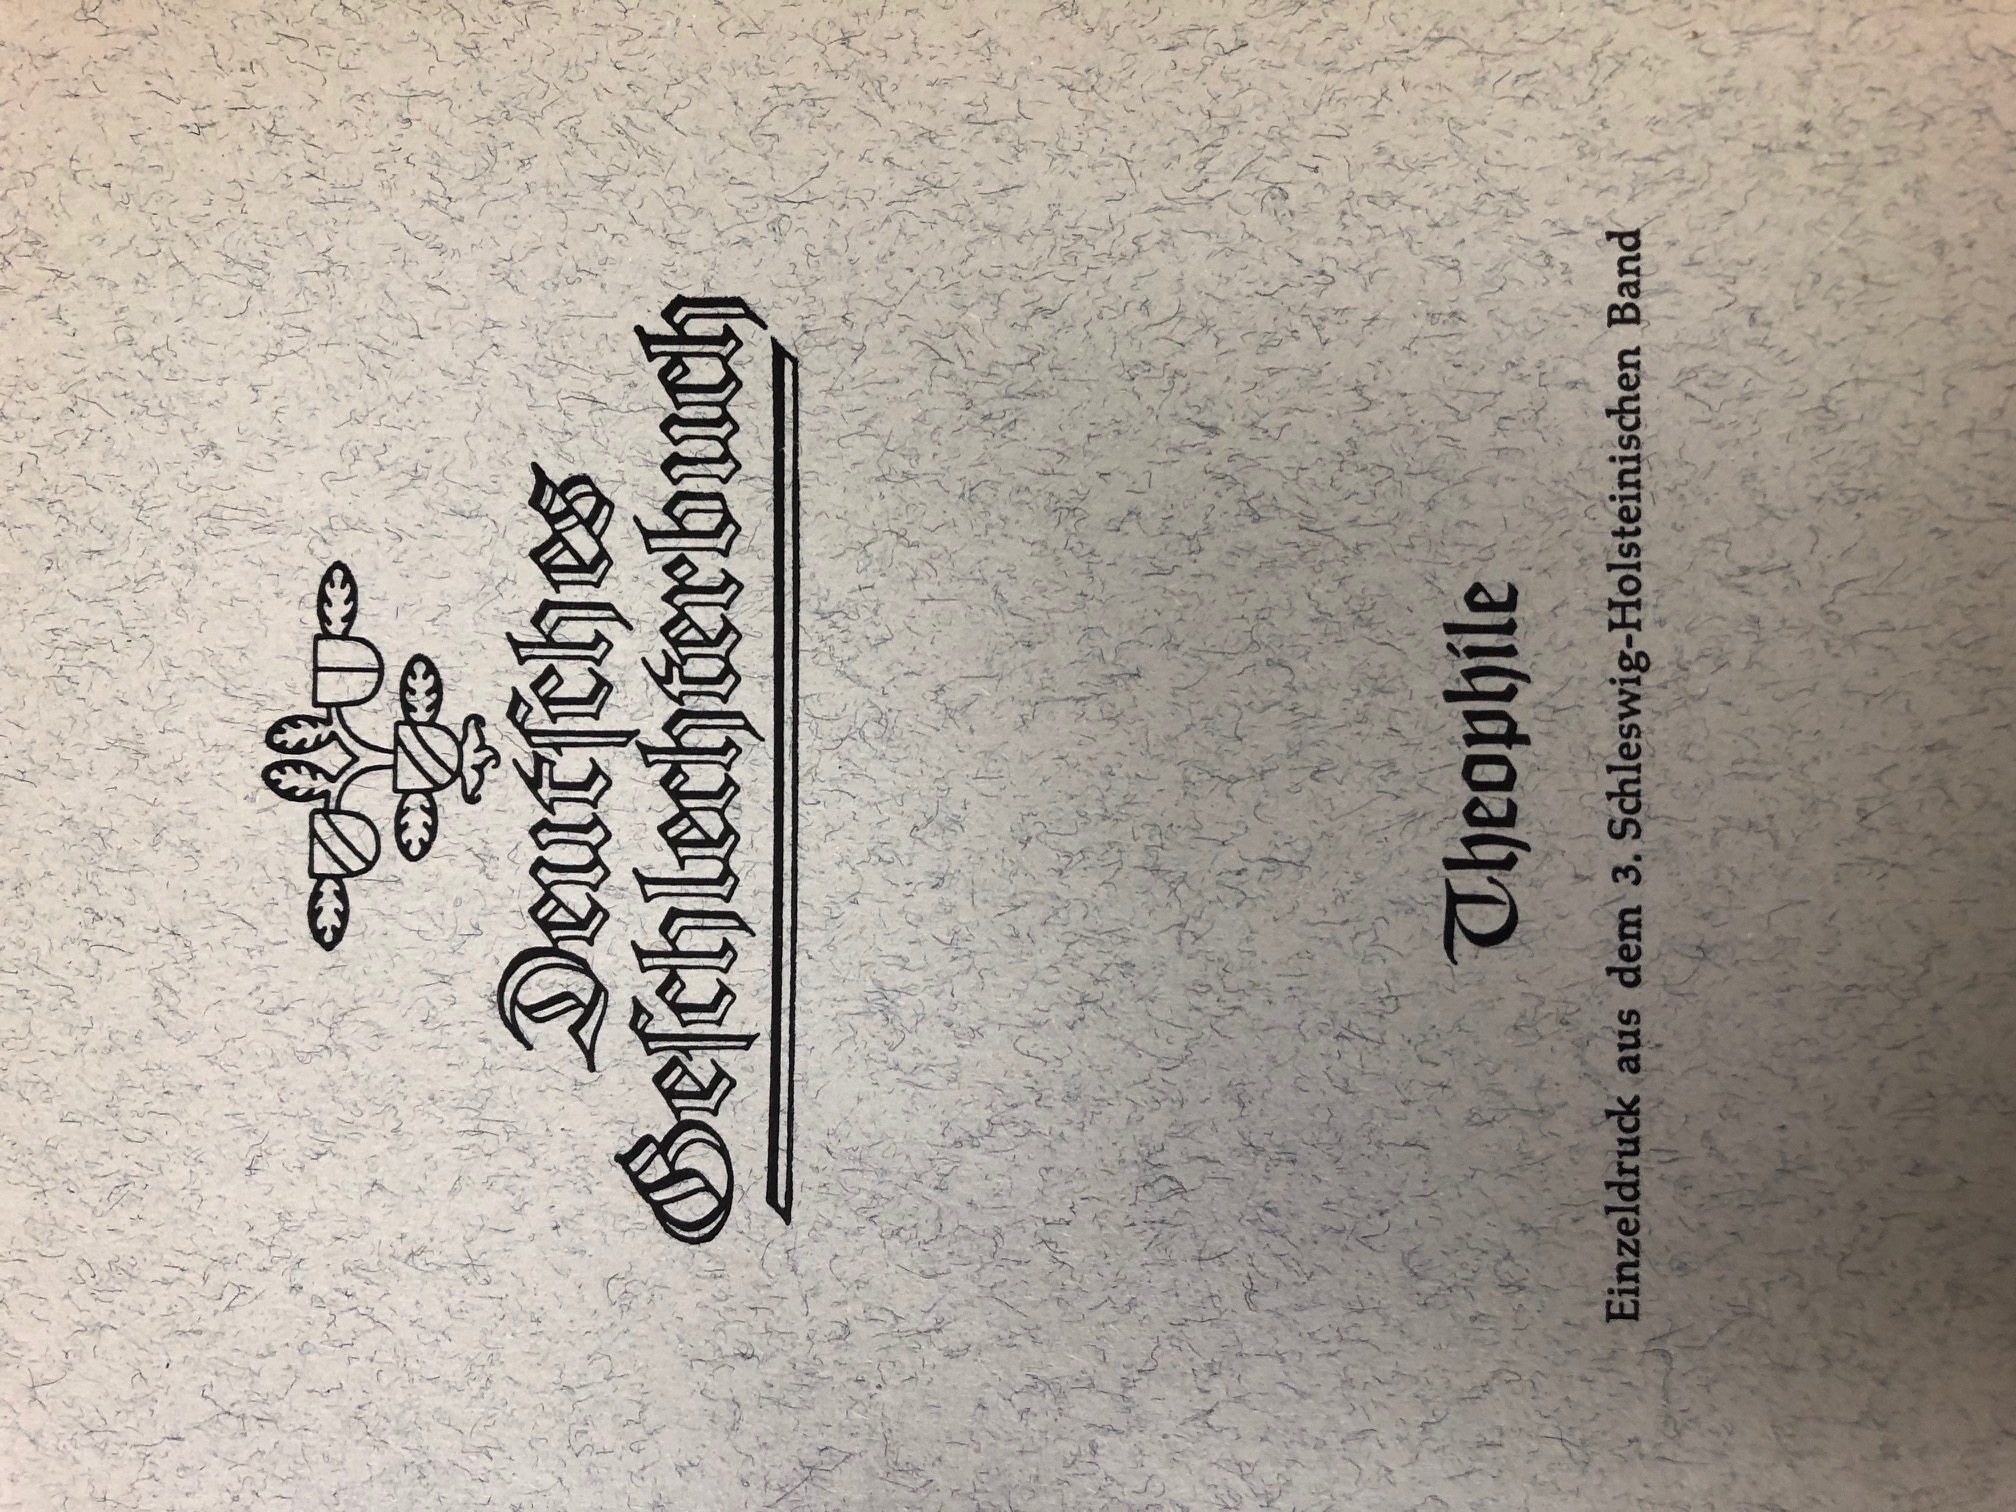 Deutſches
Geſchlechterbuch
Theophile
Einzeldruck aus dem 3. Schleswig-Holsteinischen Band